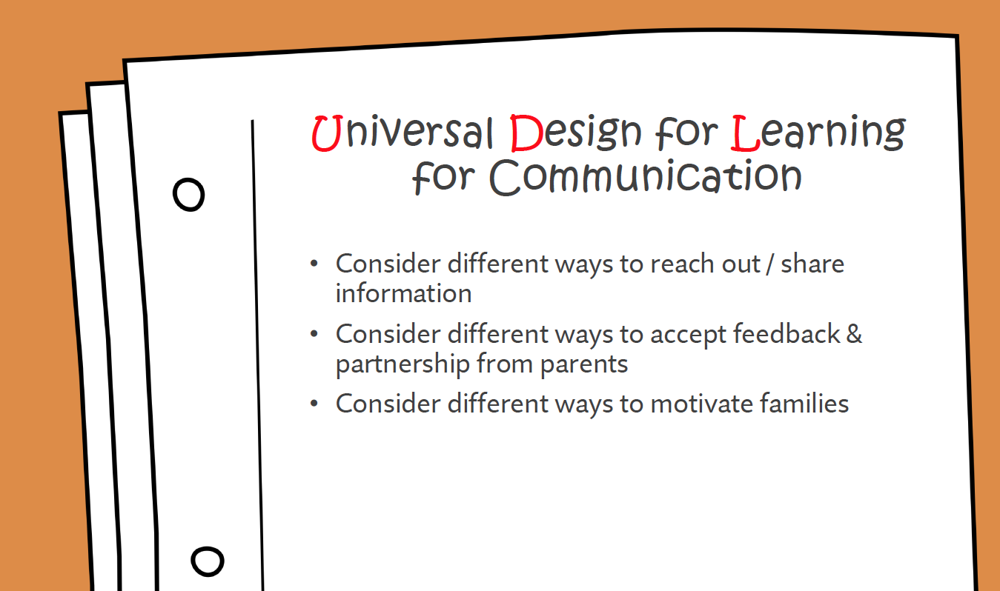 Universal Design for Learning
for Communication
• Consider different ways to reach out / share
information
• Consider different ways to accept feedback &
partnership from parents
• Consider different ways to motivate families